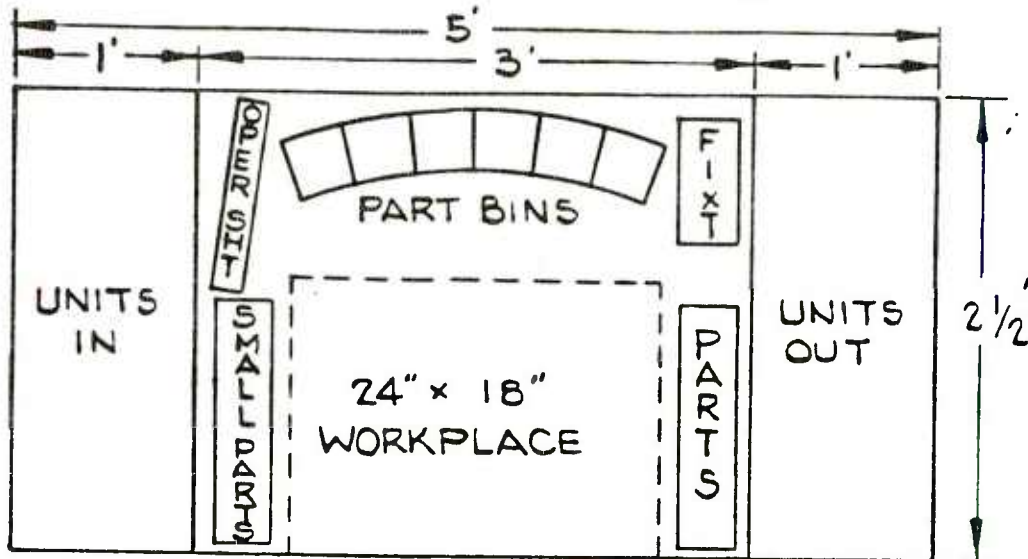 5'
1' 3' 1'
OPER SHT
FIXT
PART BINS
UNITS
IN
UNITS
OUT
2 1/2"
SMALL PARTS
PARTS
24" x 18"
WORKPLACE